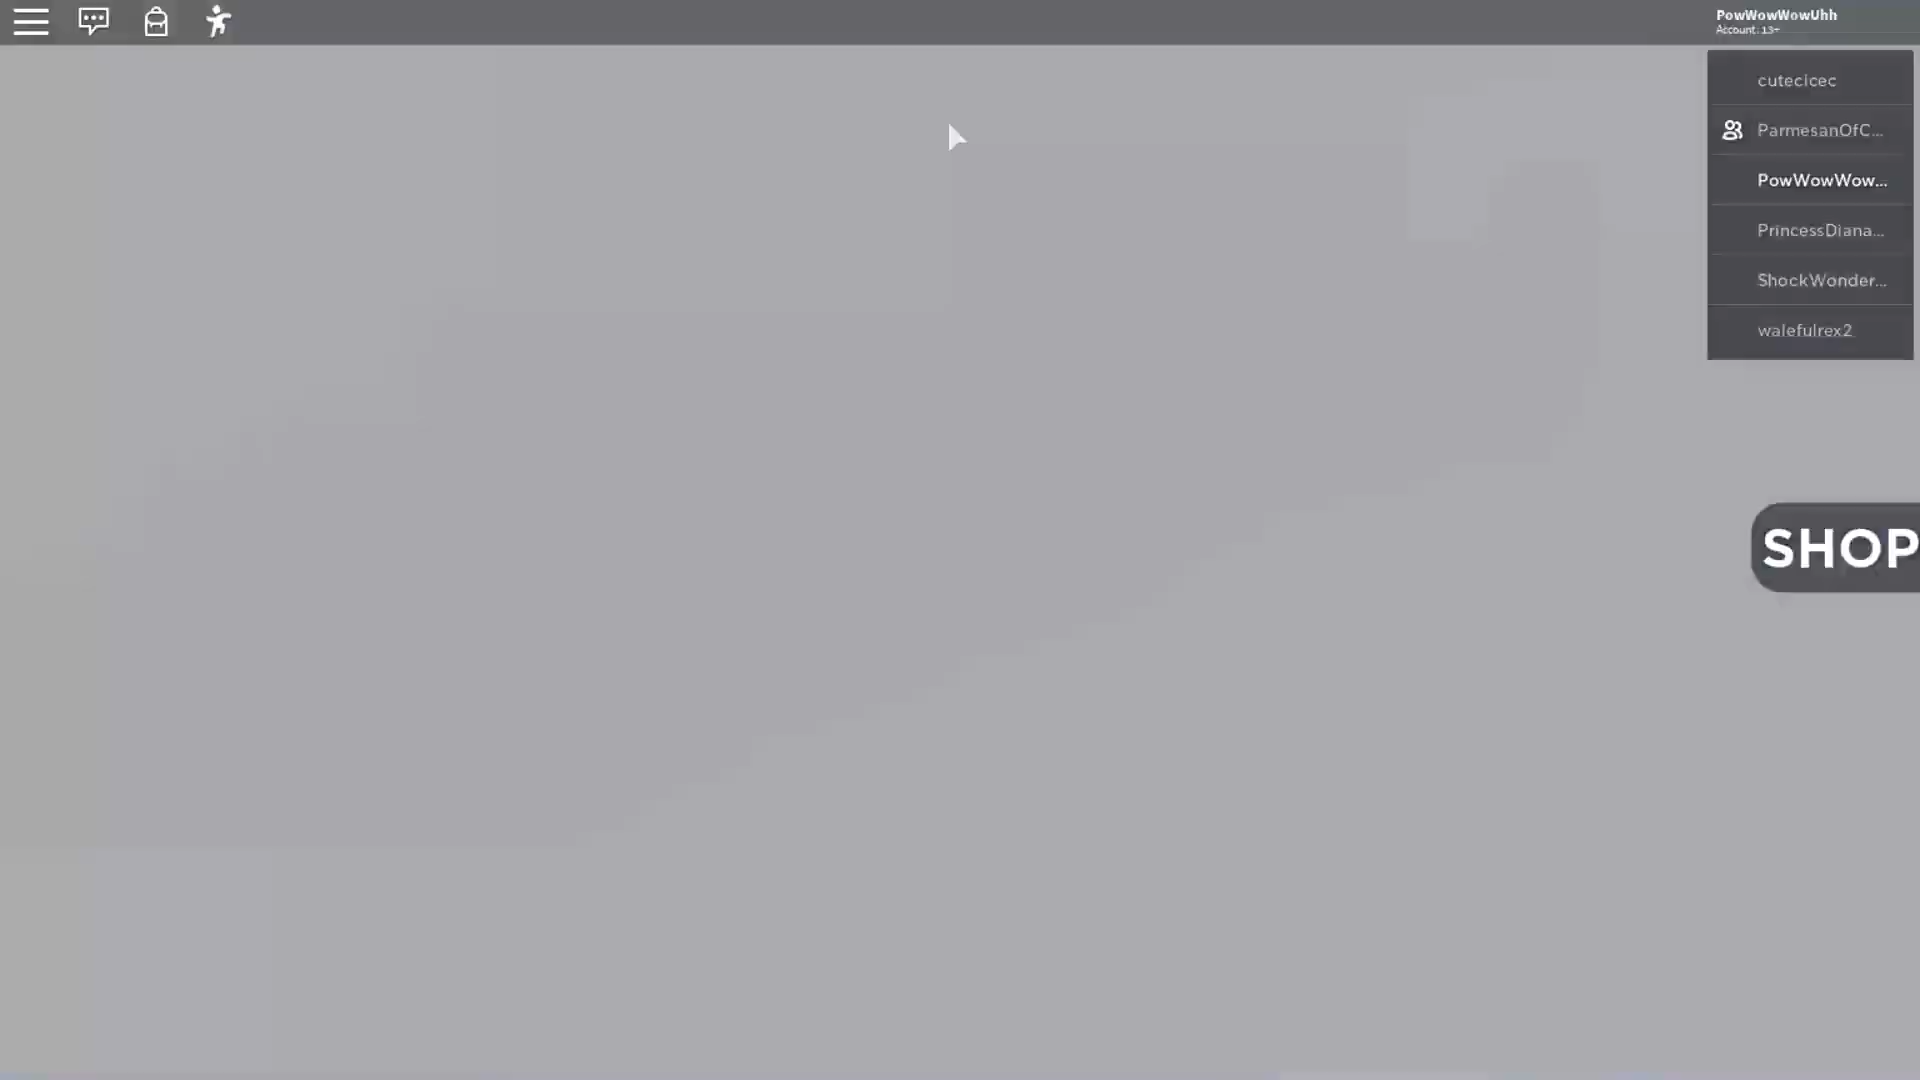 PowWowWowUhh
Account: 13+
cutecicec
ParmesanOfC...
PowWowWow...
PrincessDiana...
ShockWonder...
walefulrex2
SHOP